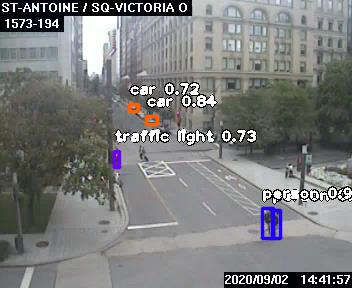 ST-ANTOINE / SQ-VICTORIA O
1573-194
car 0.72
car 0.84
traffic light 0.73
2020/09/02 14:41:57